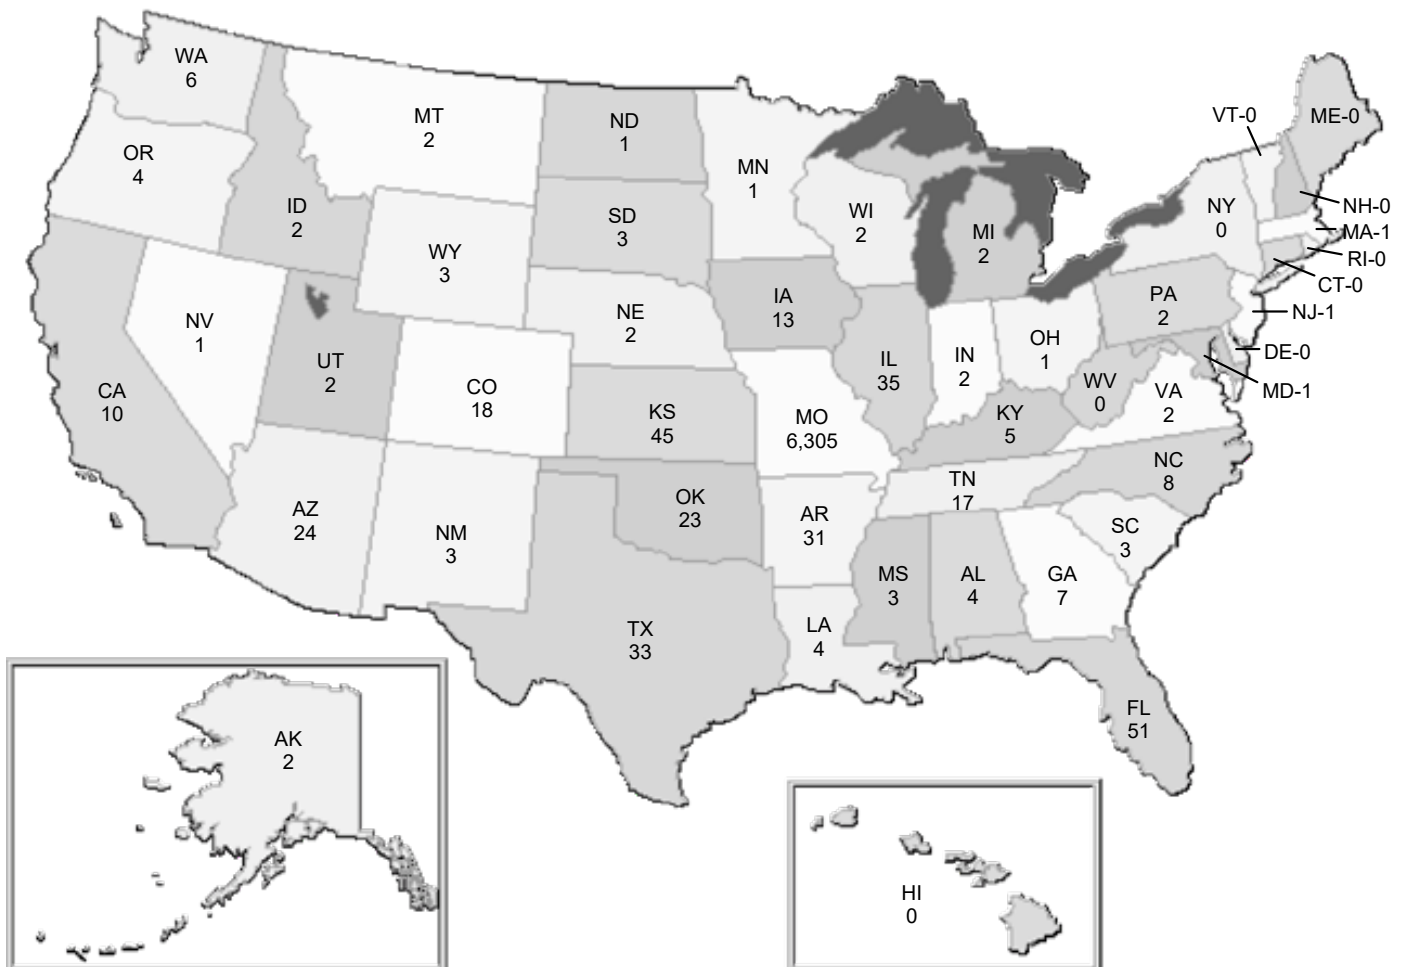 WA
6
MT
2
ND
1
MN
1
VT-0
ME-0
OR
4
ID
2
SD
3
WI
2
MI
2
NY
0
NH-0
MA-1
RI-0
CT-0
WY
3
NE
2
IA
13
PA
2
NJ-1
NV
1
UT
2
IL
35
IN
2
OH
1
DE-0
CA
10
CO
18
KS
45
MO
6,305
KY
5
WV
0
VA
2
MD-1
AZ
24
NM
3
OK
23
AR
31
TN
17
NC
8
SC
3
TX
33
LA
4
MS
3
AL
4
GA
7
FL
51
AK
2
HI
0